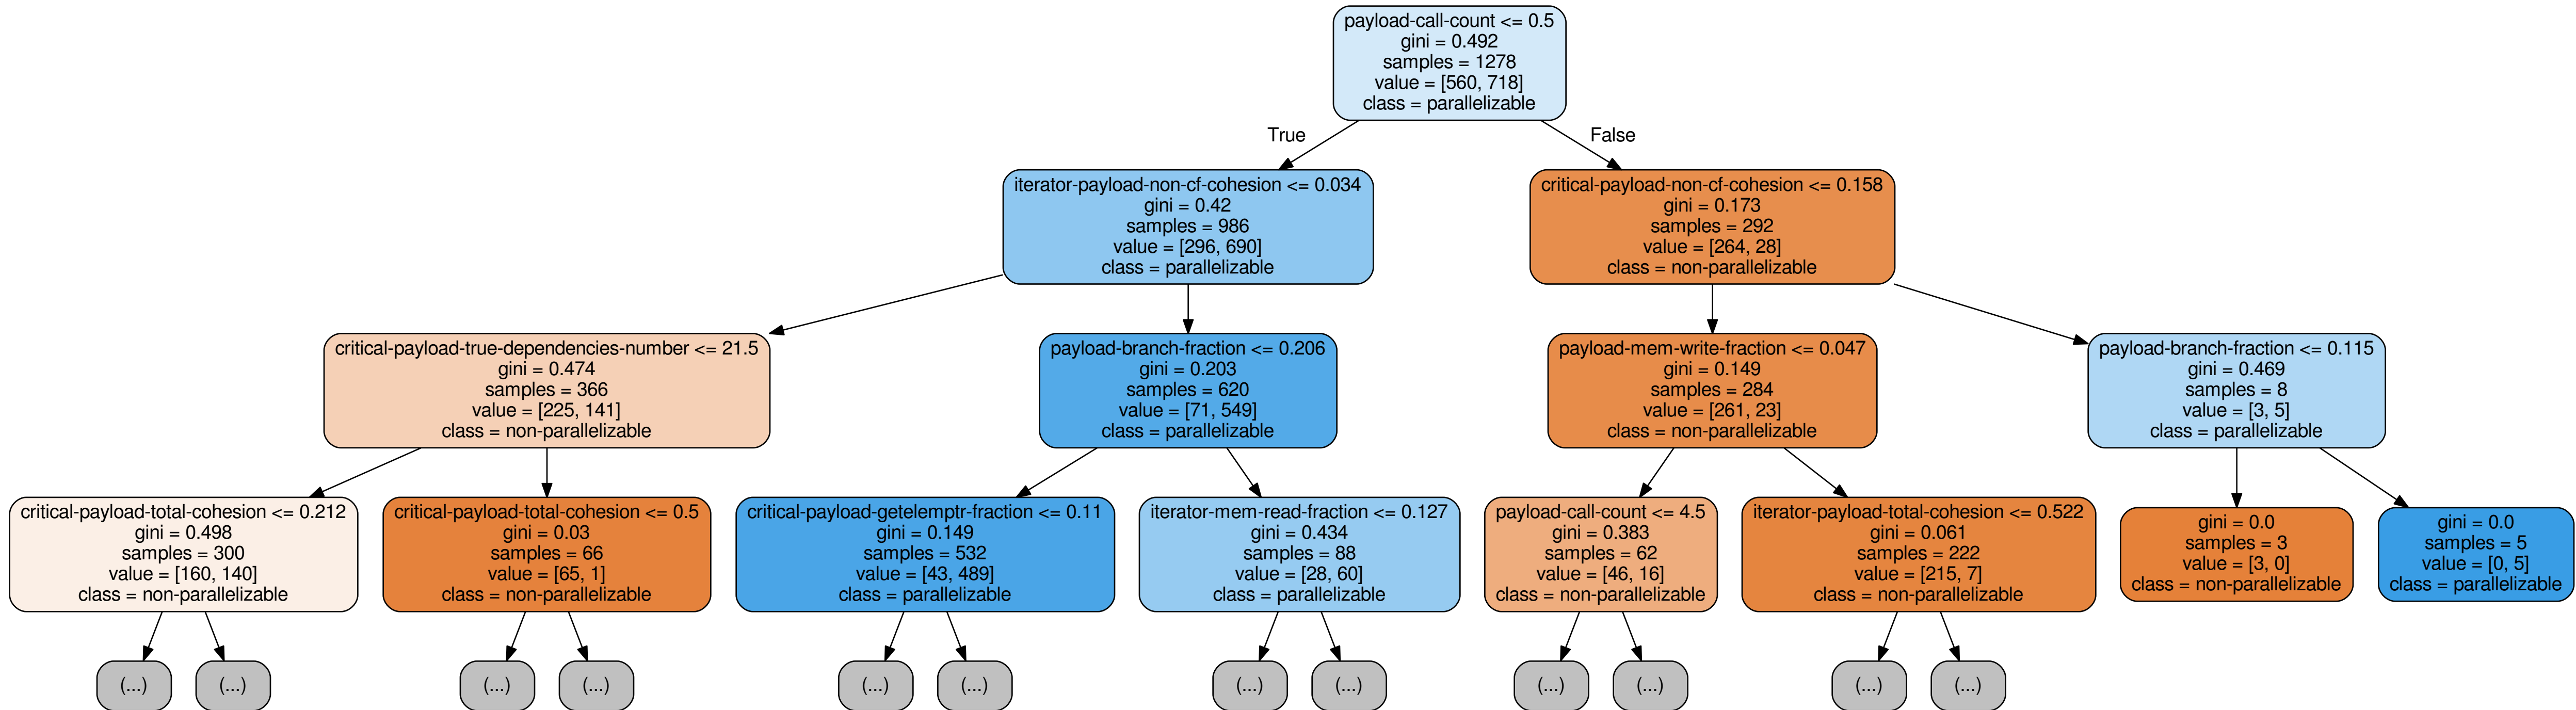 payload-call-count <= 0.5
gini = 0.492
samples = 1278
value = [560, 718]
class = parallelizable
True
False
iterator-payload-non-cf-cohesion <= 0.034
gini = 0.42
samples = 986
value = [296, 690]
class = parallelizable
critical-payload-non-cf-cohesion <= 0.158
gini = 0.173
samples = 292
value = [264, 28]
class = non-parallelizable
critical-payload-true-dependencies-number <= 21.5
gini = 0.474
samples = 366
value = [225, 141]
class = non-parallelizable
payload-branch-fraction <= 0.206
gini = 0.203
samples = 620
value = [71, 549]
class = parallelizable
payload-mem-write-fraction <= 0.047
gini = 0.149
samples = 284
value = [261, 23]
class = non-parallelizable
payload-branch-fraction <= 0.115
gini = 0.469
samples = 8
value = [3, 5]
class = parallelizable
critical-payload-total-cohesion <= 0.212
gini = 0.498
samples = 300
value = [160, 140]
class = non-parallelizable
critical-payload-total-cohesion <= 0.5
gini = 0.03
samples = 66
value = [65, 1]
class = non-parallelizable
critical-payload-getelemptr-fraction <= 0.11
gini = 0.149
samples = 532
value = [43, 489]
class = parallelizable
iterator-mem-read-fraction <= 0.127
gini = 0.434
samples = 88
value = [28, 60]
class = parallelizable
payload-call-count <= 4.5
gini = 0.383
samples = 62
value = [46, 16]
class = non-parallelizable
iterator-payload-total-cohesion <= 0.522
gini = 0.061
samples = 222
value = [215, 7]
class = non-parallelizable
gini = 0.0
samples = 3
value = [3, 0]
class = non-parallelizable
gini = 0.0
samples = 5
value = [0, 5]
class = parallelizable
(...)
(...)
(...)
(...)
(...)
(...)
(...)
(...)
(...)
(...)
(...)
(...)